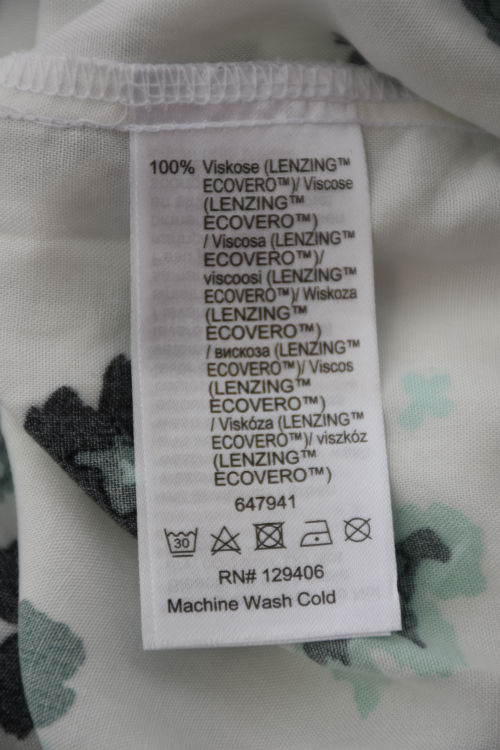 100% Viskose (LENZING™
ECOVERO™)/ Viscose
(LENZING™
ECOVERO™)
/ Viscosa (LENZING™
ECOVERO™)/
viscoosi (LENZING™
ECOVERO™)/ Wiskoza
(LENZING™
ECOVERO™)
/ вискоза (LENZING™
ECOVERO™)/ Viscos
(LENZING™
ECOVERO™)
/ Viskóza (LENZING™
ECOVERO™)/ viszkóz
(LENZING™
ECOVERO™)
647941
30
RN# 129406
Machine Wash Cold